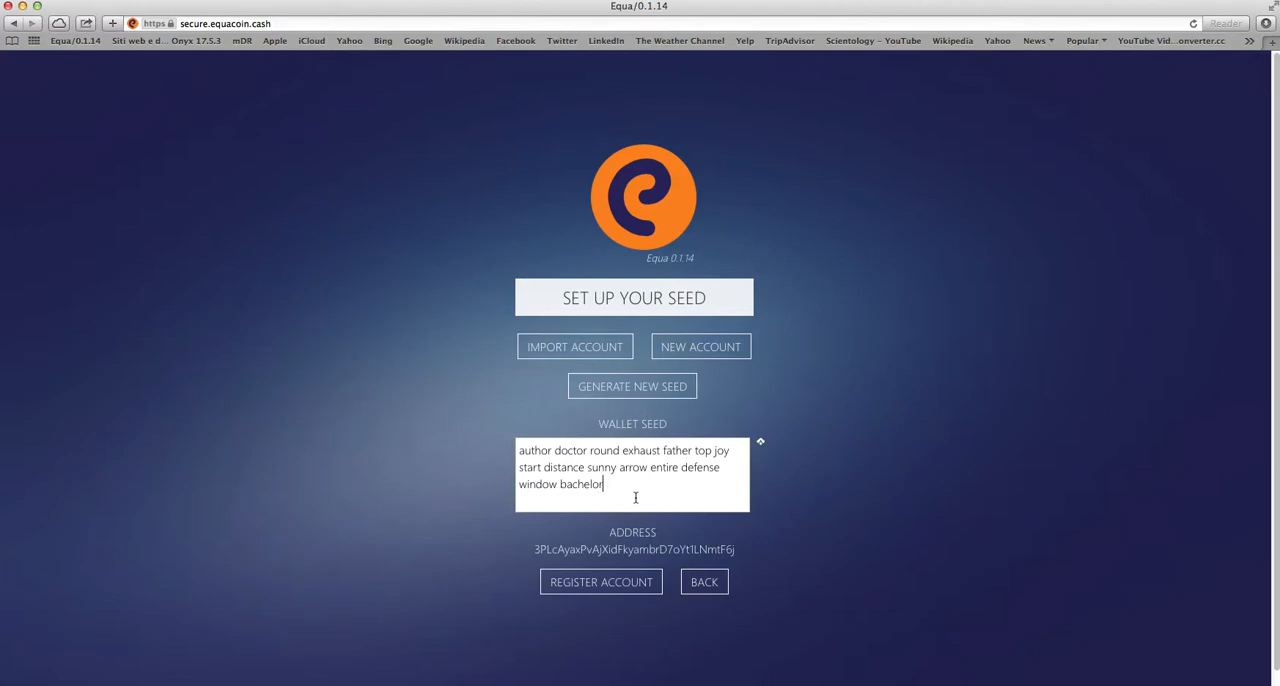 Equa/0.1.14
https secure.equacoin.cash
Reader
Equa/0.1.14 Siti web e d... Onyx 17.5.3 mDR Apple iCloud Yahoo Bing Google Wikipedia Facebook Twitter LinkedIn The Weather Channel Yelp TripAdvisor Scientology – YouTube Wikipedia Yahoo News Popular YouTube Vid...onverter.cc
Equa 0.1.14
SET UP YOUR SEED
IMPORT ACCOUNT NEW ACCOUNT
GENERATE NEW SEED
WALLET SEED
author doctor round exhaust father top joy
start distance sunny arrow entire defense
window bachelor
ADDRESS
3PLcAyaxPvAjXidFkyambrD7oYt1LNmtF6j
REGISTER ACCOUNT BACK